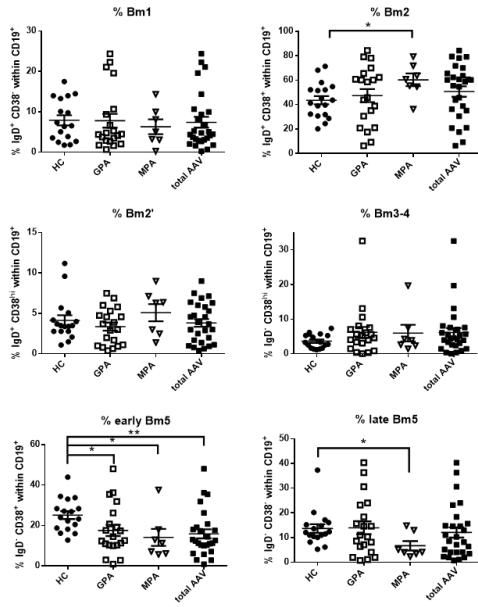 % Bm1
% IgD+ CD38- within CD19+
25
20
15
10
5
0
HC
GPA
MPA
total AAV
% Bm2
*
% IgD+ CD38+ within CD19+
100
80
60
40
20
0
HC
GPA
MPA
total AAV
% Bm2'
% IgD+ CD38hi within CD19+
15
10
5
0
HC
GPA
MPA
total AAV
% Bm3-4
% IgD- CD38hi within CD19+
30
20
10
0
HC
GPA
MPA
total AAV
% early Bm5
**
*
*
% IgD- CD38+ within CD19+
60
40
20
0
HC
GPA
MPA
total AAV
% late Bm5
*
% IgD- CD38- within CD19+
50
40
30
20
10
0
HC
GPA
MPA
total AAV